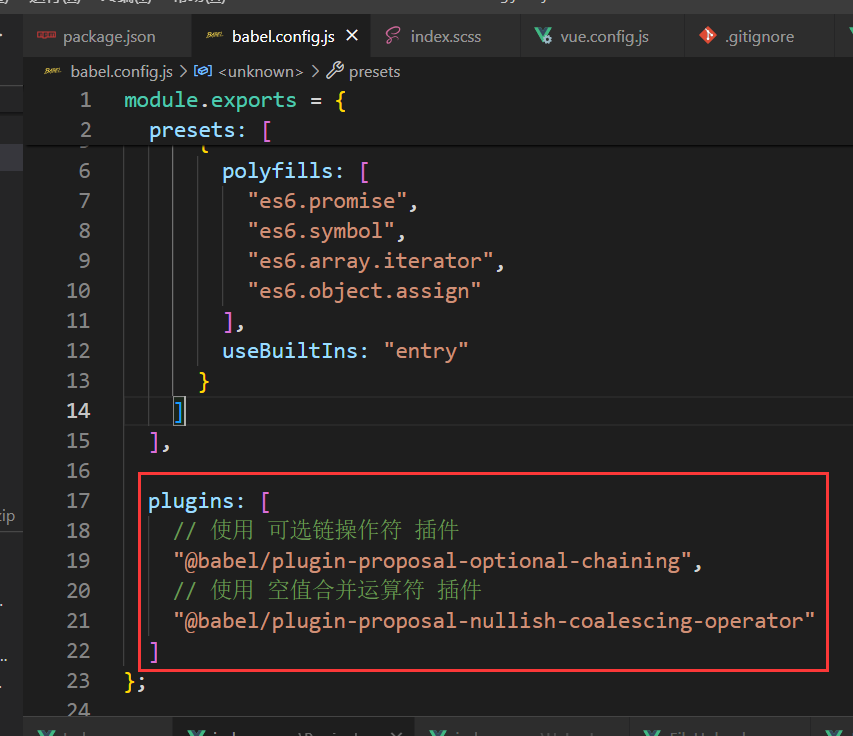 package.json babel.config.js index.scss vue.config.js .gitignore
babel.config.js > <unknown> > presets
1 module.exports = {
2 presets: [
6 polyfills: [
7 "es6.promise",
8 "es6.symbol",
9 "es6.array.iterator",
10 "es6.object.assign"
11 ],
12 useBuiltIns: "entry"
13 }
14 ]
15 ],
16
17 plugins: [
18 // 使用 可选链操作符 插件
19 "@babel/plugin-proposal-optional-chaining",
20 // 使用 空值合并运算符 插件
21 "@babel/plugin-proposal-nullish-coalescing-operator"
22 ]
23 };
24